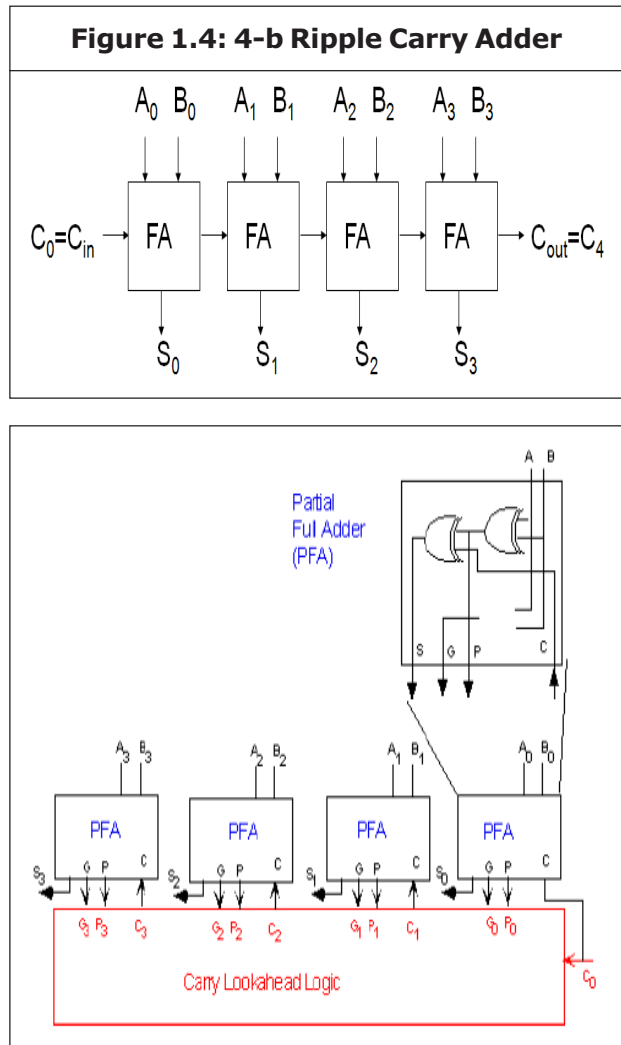 Figure 1.4: 4-b Ripple Carry Adder
A₀ B₀ A₁ B₁ A₂ B₂ A₃ B₃
C₀=Cᵢₙ FA FA FA FA Cₒᵤₜ=C₄
S₀ S₁ S₂ S₃
A B
Partial
Full Adder
(PFA)
S G P C
A₃ B₃ A₂ B₂ A₁ B₁ A₀ B₀
PFA PFA PFA PFA
G P C G P C G P C G P C
S₃ S₂ S₁ S₀
G₃ P₃ C₃ G₂ P₂ C₂ G₁ P₁ C₁ G₀ P₀ C₀
Carry Lookahead Logic